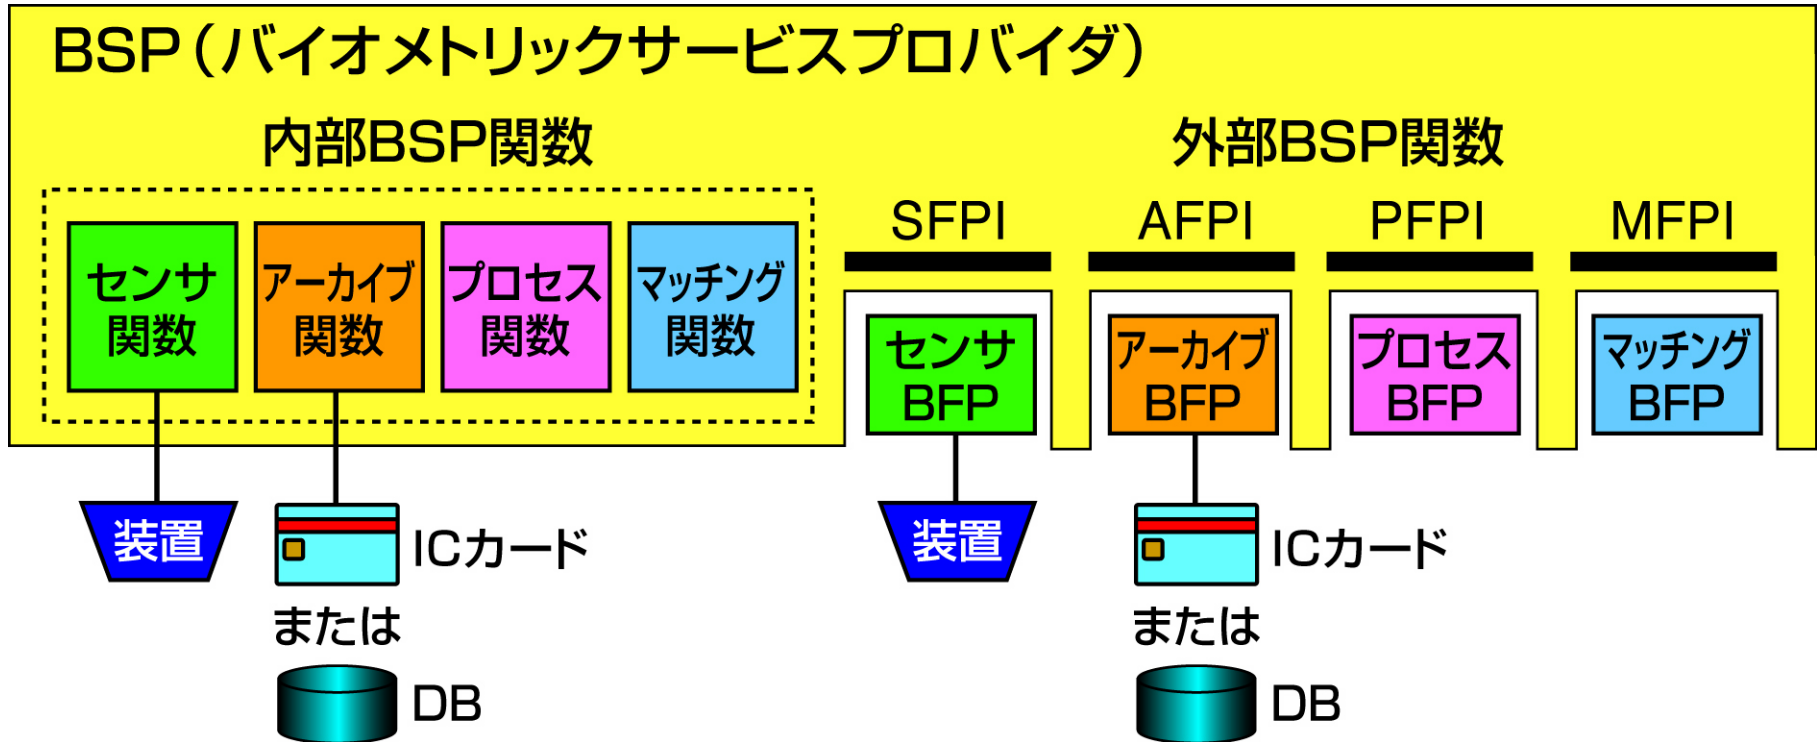 BSP（バイオメトリックサービスプロバイダ）
内部BSP関数
外部BSP関数
センサ
関数
アーカイブ
関数
プロセス
関数
マッチング
関数
SFPI
AFPI
PFPI
MFPI
センサ
BFP
アーカイブ
BFP
プロセス
BFP
マッチング
BFP
装置
ICカード
または
DB
装置
ICカード
または
DB